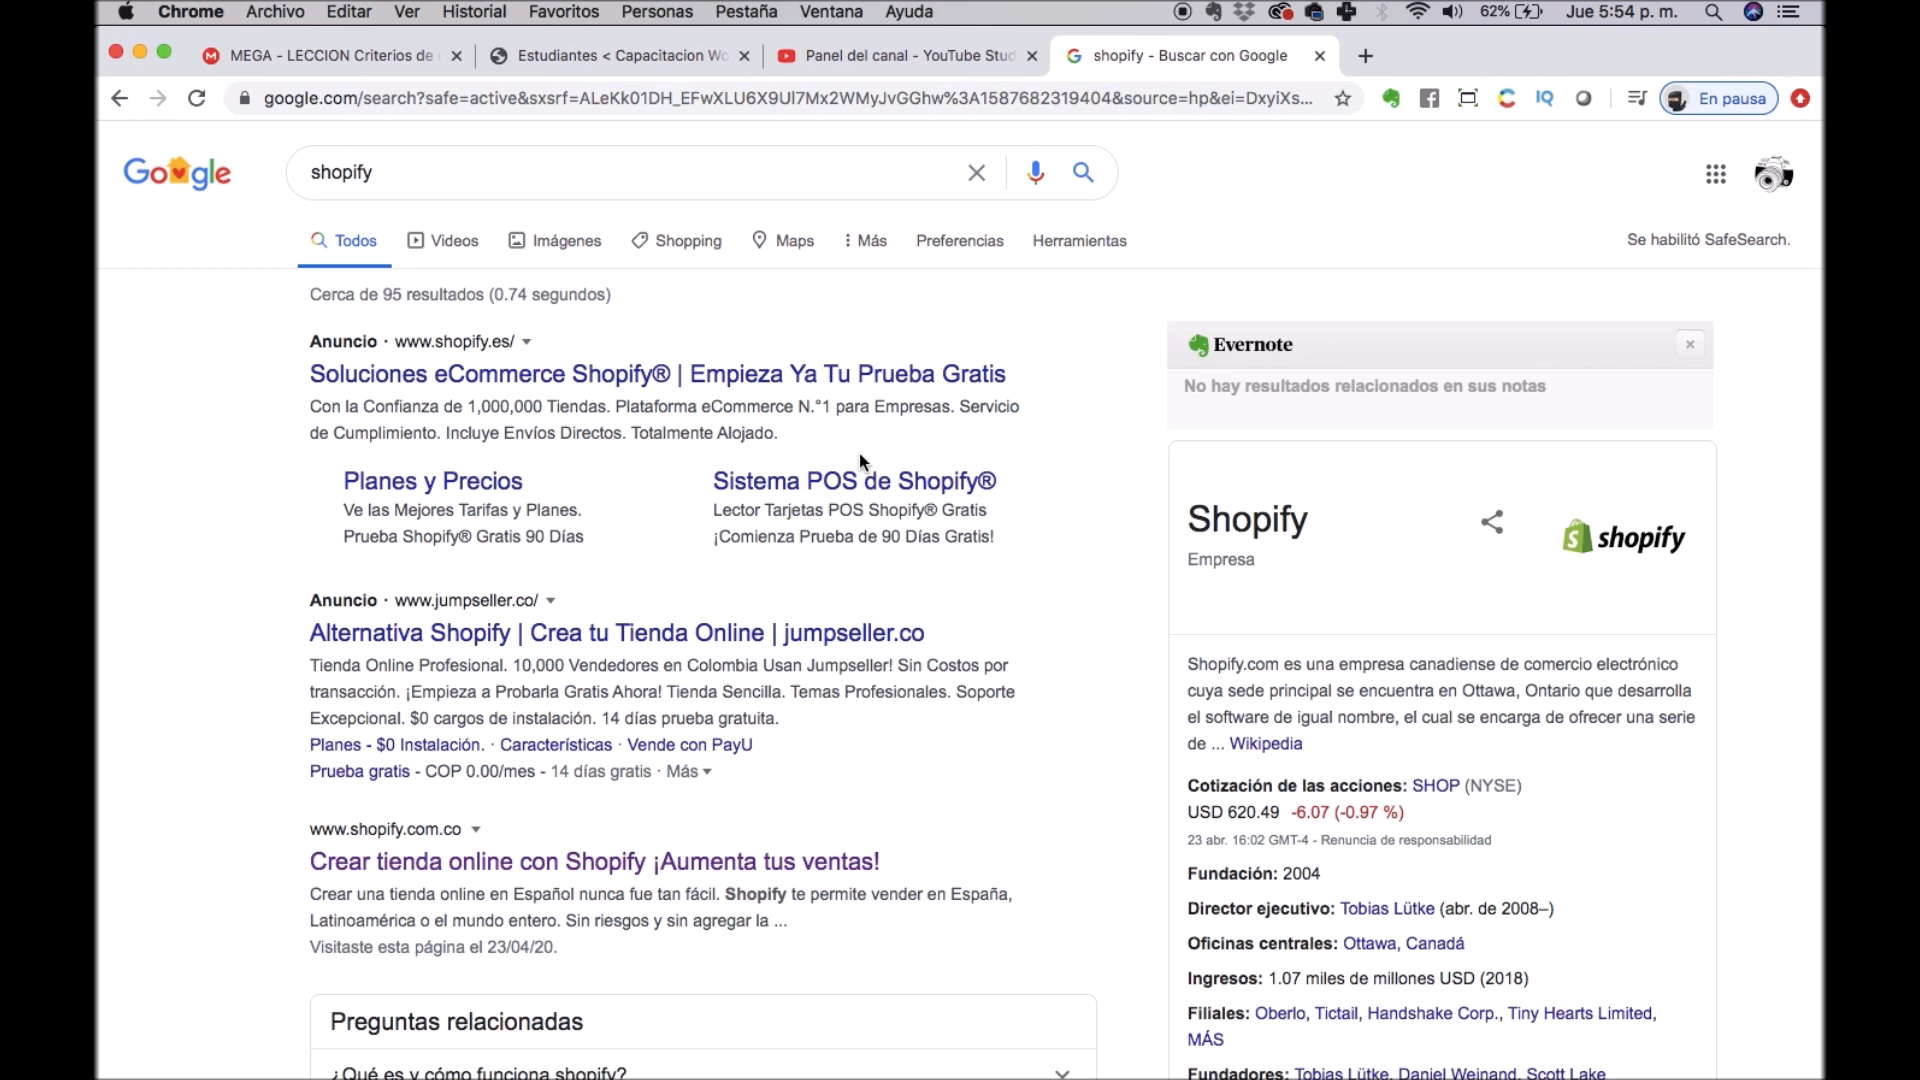 Chrome Archivo Editar Ver Historial Favoritos Personas Pestaña Ventana Ayuda 62% Jue 5:54 p. m.
MEGA - LECCION Criterios de Estudiantes < Capacitacion Wo Panel del canal - YouTube Stud shopify - Buscar con Google
google.com/search?safe=active&sxsrf=ALeKk01DH_EFwXLU6X9Ul7Mx2WMyJvGGhw%3A1587682319404&source=hp&ei=DxyiXs... En pausa
Google shopify
Todos Videos Imágenes Shopping Maps Más Preferencias Herramientas Se habilitó SafeSearch.
Cerca de 95 resultados (0.74 segundos)
Anuncio · www.shopify.es/
Soluciones eCommerce Shopify® | Empieza Ya Tu Prueba Gratis
Con la Confianza de 1,000,000 Tiendas. Plataforma eCommerce N.°1 para Empresas. Servicio
de Cumplimiento. Incluye Envíos Directos. Totalmente Alojado.
Planes y Precios
Ve las Mejores Tarifas y Planes.
Prueba Shopify® Gratis 90 Días
Sistema POS de Shopify®
Lector Tarjetas POS Shopify® Gratis
¡Comienza Prueba de 90 Días Gratis!
Anuncio · www.jumpseller.co/
Alternativa Shopify | Crea tu Tienda Online | jumpseller.co
Tienda Online Profesional. 10,000 Vendedores en Colombia Usan Jumpseller! Sin Costos por
transacción. ¡Empieza a Probarla Gratis Ahora! Tienda Sencilla. Temas Profesionales. Soporte
Excepcional. $0 cargos de instalación. 14 días prueba gratuita.
Planes - $0 Instalación. · Características · Vende con PayU
Prueba gratis - COP 0.00/mes - 14 días gratis · Más
www.shopify.com.co
Crear tienda online con Shopify ¡Aumenta tus ventas!
Crear una tienda online en Español nunca fue tan fácil. Shopify te permite vender en España,
Latinoamérica o el mundo entero. Sin riesgos y sin agregar la ...
Visitaste esta página el 23/04/20.
Preguntas relacionadas
¿Qué es y cómo funciona shopify?
Evernote
No hay resultados relacionados en sus notas
Shopify
Empresa
shopify
Shopify.com es una empresa canadiense de comercio electrónico
cuya sede principal se encuentra en Ottawa, Ontario que desarrolla
el software de igual nombre, el cual se encarga de ofrecer una serie
de ... Wikipedia
Cotización de las acciones: SHOP (NYSE)
USD 620.49 -6.07 (-0.97 %)
23 abr. 16:02 GMT-4 - Renuncia de responsabilidad
Fundación: 2004
Director ejecutivo: Tobias Lütke (abr. de 2008–)
Oficinas centrales: Ottawa, Canadá
Ingresos: 1.07 miles de millones USD (2018)
Filiales: Oberlo, Tictail, Handshake Corp., Tiny Hearts Limited,
MÁS
Fundadores: Tobias Lütke, Daniel Weinand, Scott Lake